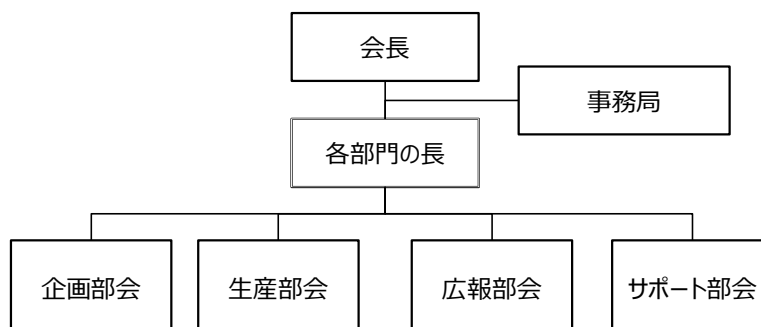 会長
事務局
各部門の長
企画部会
生産部会
広報部会
サポート部会